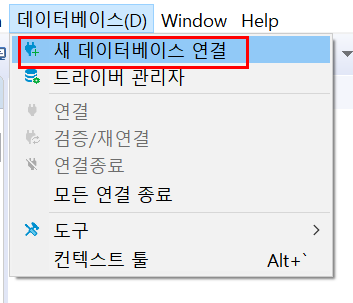 데이터베이스(D) Window Help
새 데이터베이스 연결
드라이버 관리자
연결
검증/재연결
연결종료
모든 연결 종료
도구
컨텍스트 툴 Alt+`